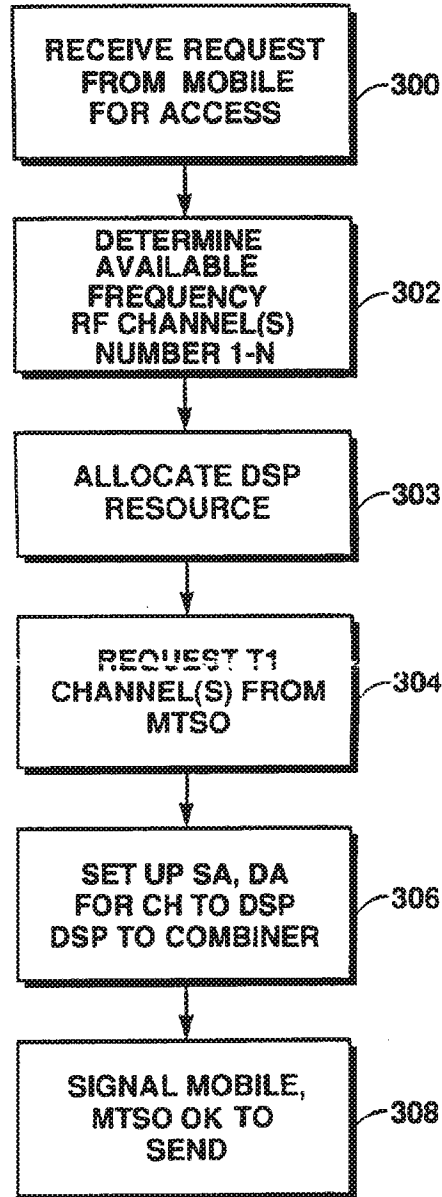 RECEIVE REQUEST
FROM MOBILE
FOR ACCESS
300
DETERMINE
AVAILABLE
FREQUENCY
RF CHANNEL(S)
NUMBER 1-N
302
ALLOCATE DSP
RESOURCE
303
REQUEST T1
CHANNEL(S) FROM
MTSO
304
SET UP SA, DA
FOR CH TO DSP
DSP TO COMBINER
306
SIGNAL MOBILE,
MTSO OK TO
SEND
308